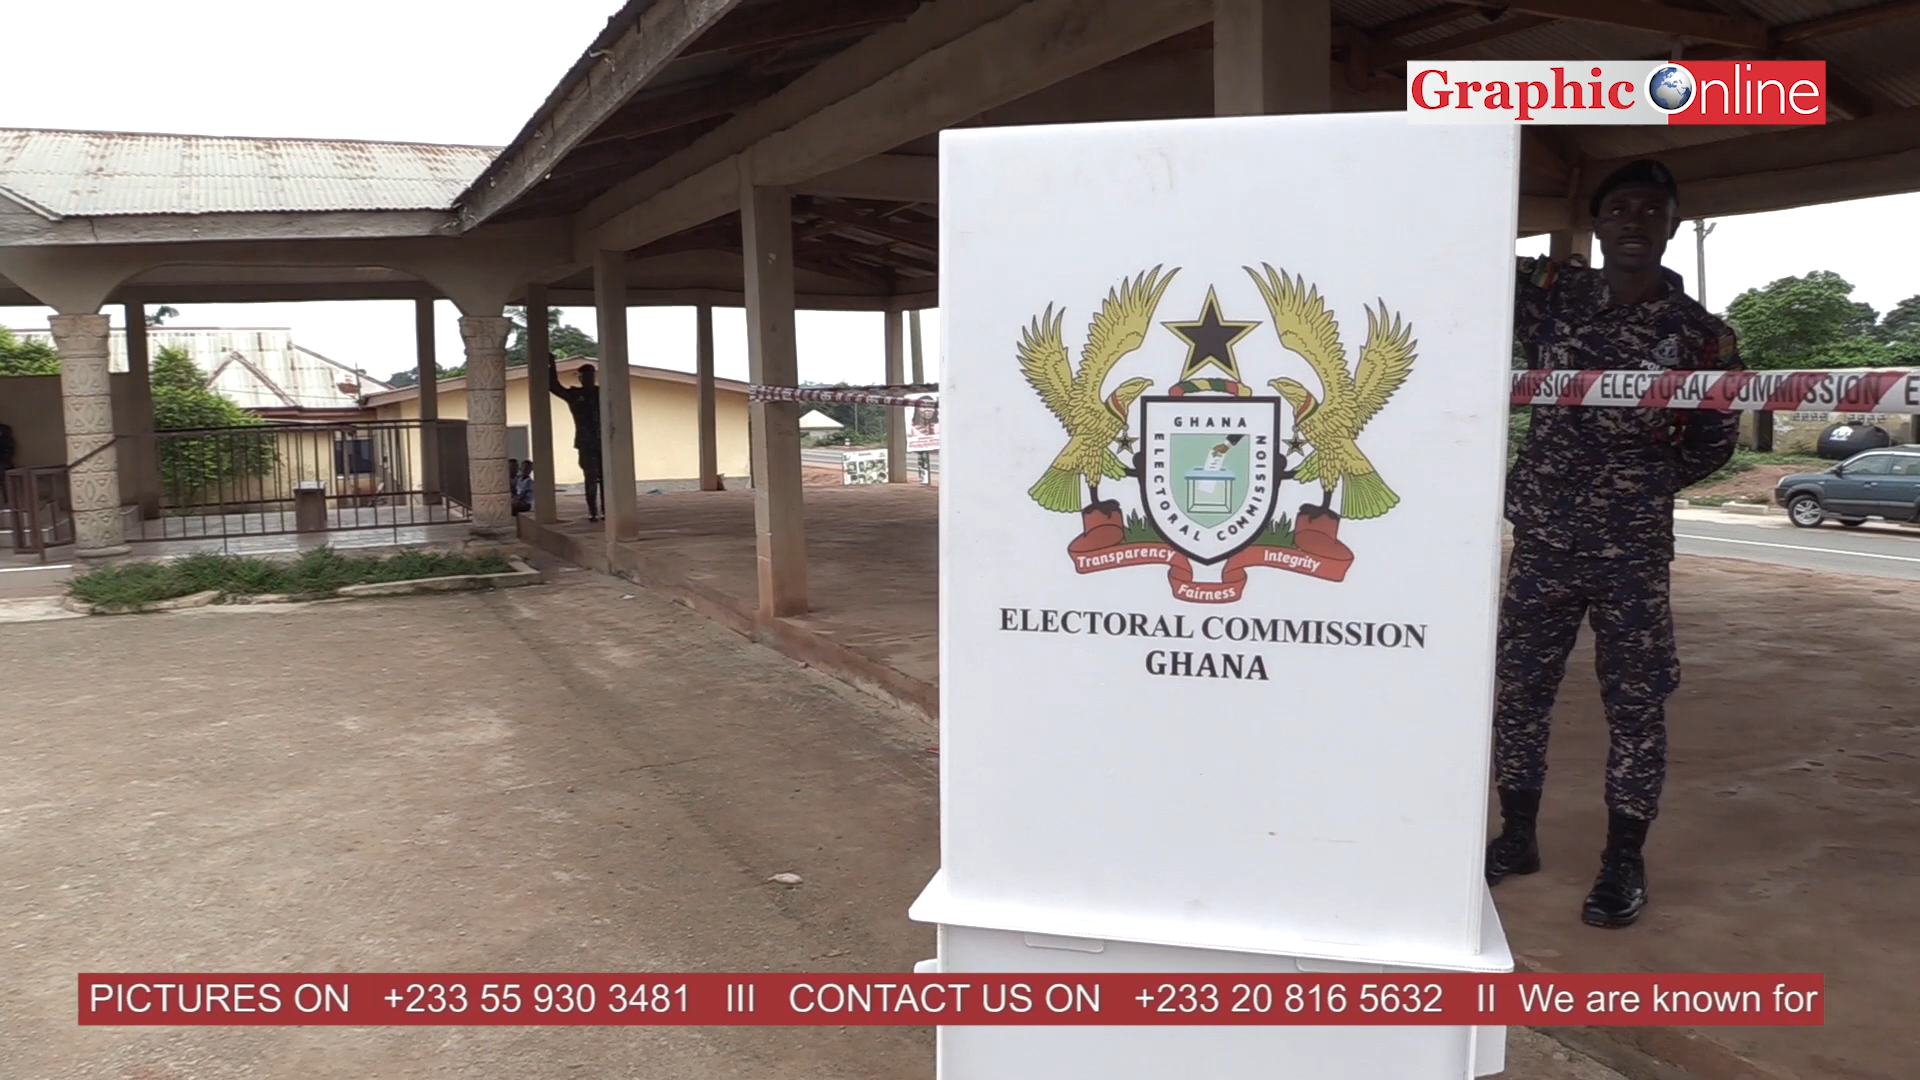 Graphic Online
GHANA
ELECTORAL COMMISSION
Transparency
Fairness
Integrity
ELECTORAL COMMISSION
GHANA
MISSION ELECTORAL COMMISSION E
PICTURES ON +233 55 930 3481 III CONTACT US ON +233 20 816 5632 II We are known for